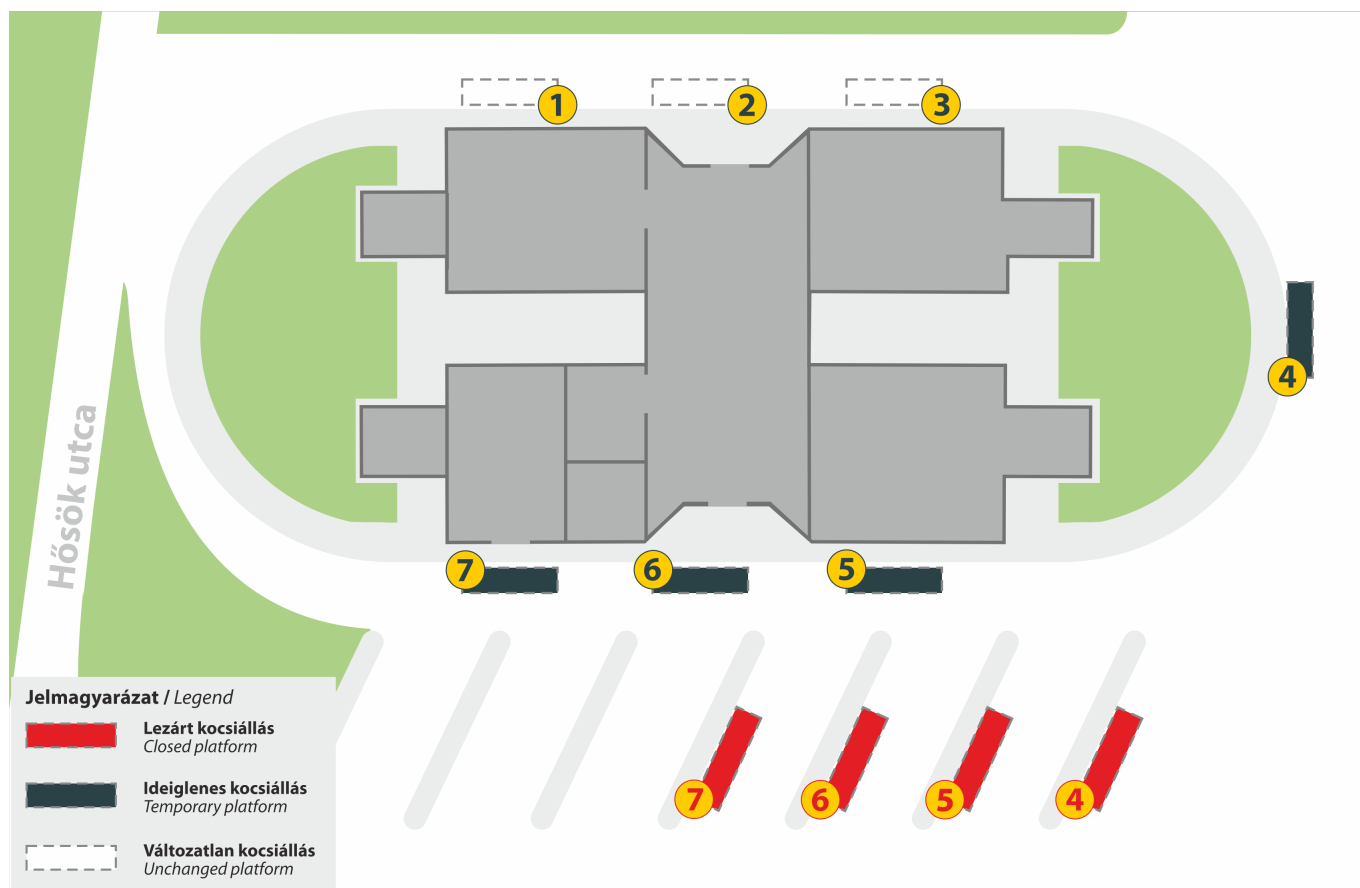 1
2
3
4
7
6
5
Hősök utca
7
6
5
4
Jelmagyarázat / Legend
Lezárt kocsiállás
Closed platform
Ideiglenes kocsiállás
Temporary platform
Változatlan kocsiállás
Unchanged platform